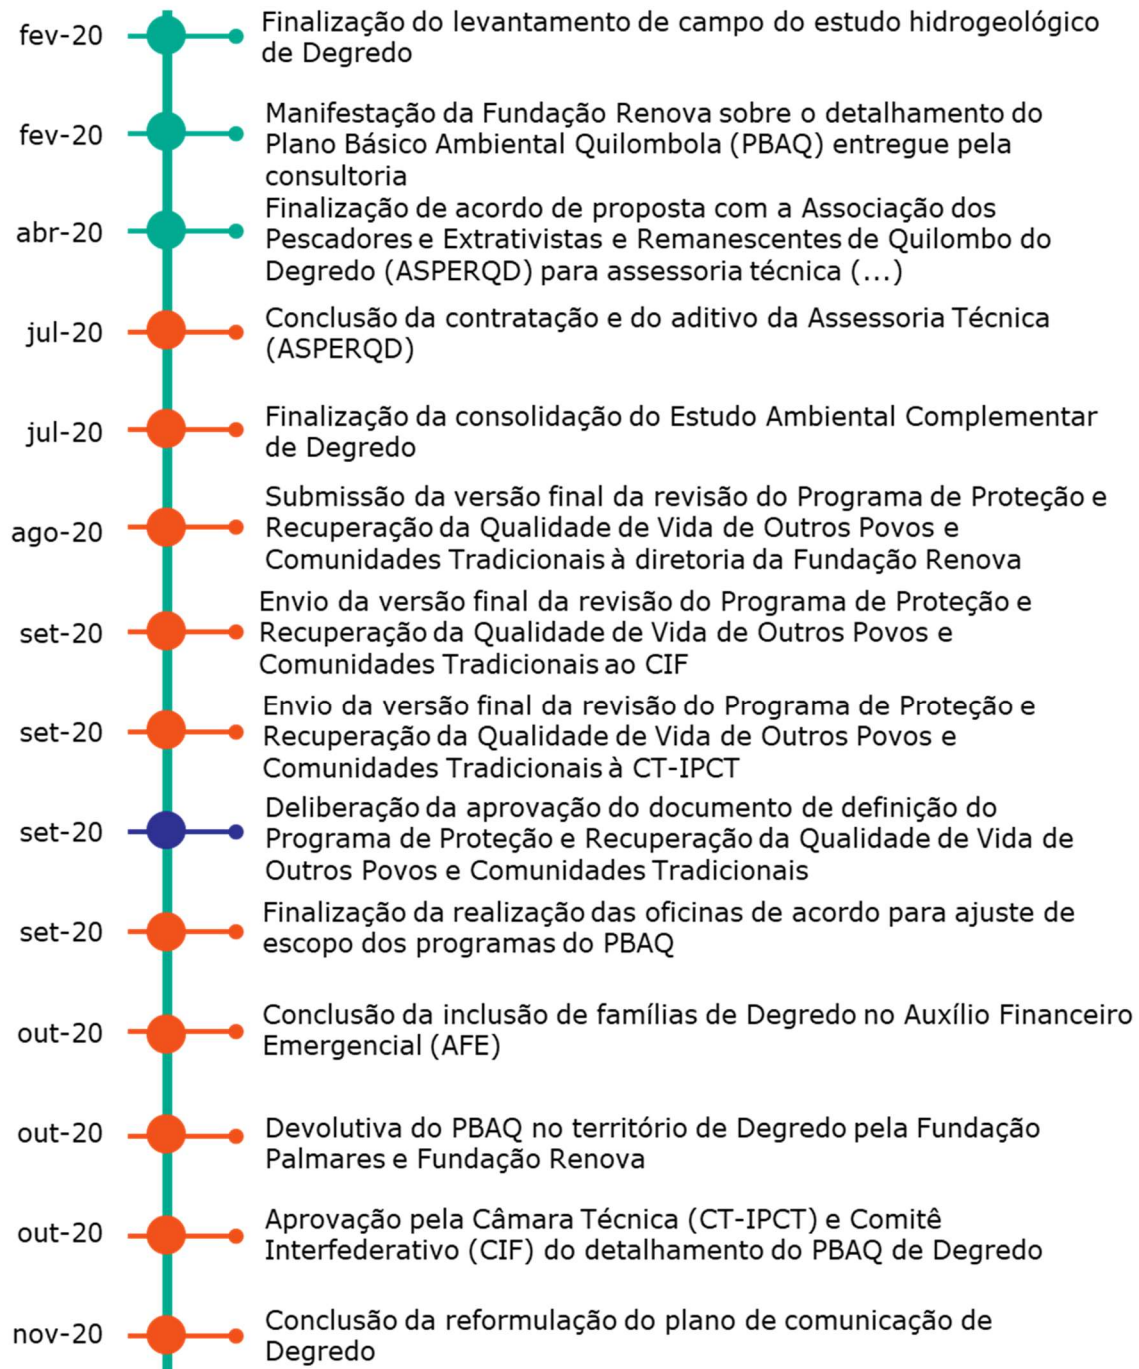 fev-20
Finalização do levantamento de campo do estudo hidrogeológico
de Degredo
fev-20
Manifestação da Fundação Renova sobre o detalhamento do
Plano Básico Ambiental Quilombola (PBAQ) entregue pela
consultoria
abr-20
Finalização de acordo de proposta com a Associação dos
Pescadores e Extrativistas e Remanescentes de Quilombo do
Degredo (ASPERQD) para assessoria técnica (...)
jul-20
Conclusão da contratação e do aditivo da Assessoria Técnica
(ASPERQD)
jul-20
Finalização da consolidação do Estudo Ambiental Complementar
de Degredo
ago-20
Submissão da versão final da revisão do Programa de Proteção e
Recuperação da Qualidade de Vida de Outros Povos e
Comunidades Tradicionais à diretoria da Fundação Renova
set-20
Envio da versão final da revisão do Programa de Proteção e
Recuperação da Qualidade de Vida de Outros Povos e
Comunidades Tradicionais ao CIF
set-20
Envio da versão final da revisão do Programa de Proteção e
Recuperação da Qualidade de Vida de Outros Povos e
Comunidades Tradicionais à CT-IPCT
set-20
Deliberação da aprovação do documento de definição do
Programa de Proteção e Recuperação da Qualidade de Vida de
Outros Povos e Comunidades Tradicionais
set-20
Finalização da realização das oficinas de acordo para ajuste de
escopo dos programas do PBAQ
out-20
Conclusão da inclusão de famílias de Degredo no Auxílio Financeiro
Emergencial (AFE)
out-20
Devolutiva do PBAQ no território de Degredo pela Fundação
Palmares e Fundação Renova
out-20
Aprovação pela Câmara Técnica (CT-IPCT) e Comitê
Interfederativo (CIF) do detalhamento do PBAQ de Degredo
nov-20
Conclusão da reformulação do plano de comunicação de
Degredo